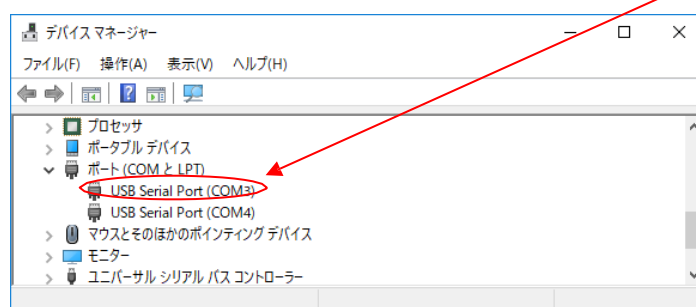 デバイス マネージャー
ファイル(F) 操作(A) 表示(V) ヘルプ(H)
プロセッサ
ポータブル デバイス
ポート (COM と LPT)
USB Serial Port (COM3)
USB Serial Port (COM4)
マウスとそのほかのポインティング デバイス
モニター
ユニバーサル シリアル バス コントローラー